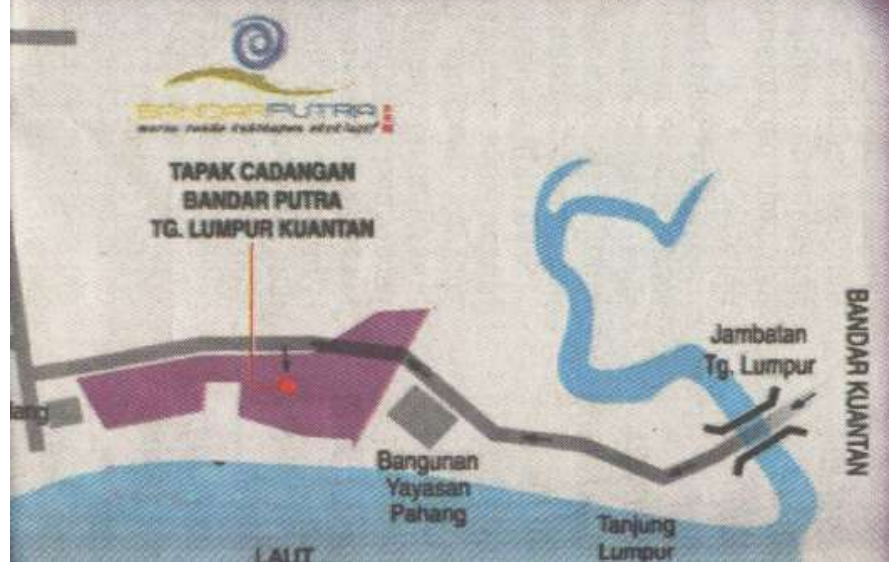 BANDARPUTRA
TAPAK CADANGAN
BANDAR PUTRA
TG. LUMPUR KUANTAN
Jambatan
Tg. Lumpur
BANDAR KUANTAN
Bangunan
Yayasan
Pahang
Tanjung
Lumpur
LAUT